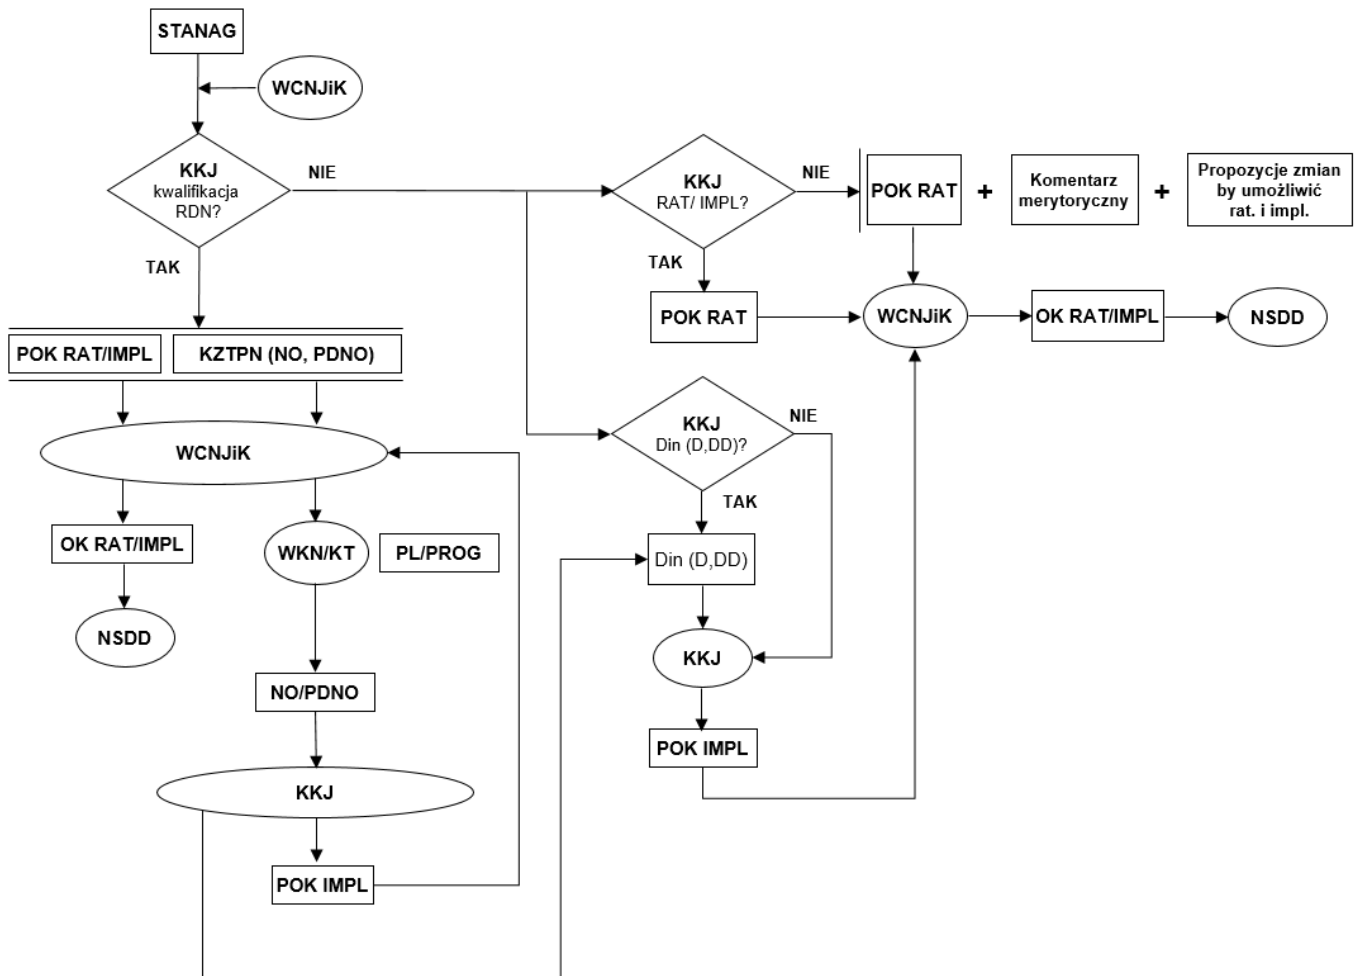 STANAG
WCNJiK
KKJ
kwalifikacja
RDN?
NIE
TAK
KKJ
RAT/ IMPL?
NIE
TAK
POK RAT
+
Komentarz
merytoryczny
+
Propozycje zmian
by umożliwić
rat. i impl.
POK RAT
WCNJiK
OK RAT/IMPL
NSDD
POK RAT/IMPL
KZTPN (NO, PDNO)
WCNJiK
OK RAT/IMPL
NSDD
WKN/KT
PL/PROG
NO/PDNO
KKJ
POK IMPL
KKJ
Din (D,DD)?
NIE
TAK
Din (D,DD)
KKJ
POK IMPL